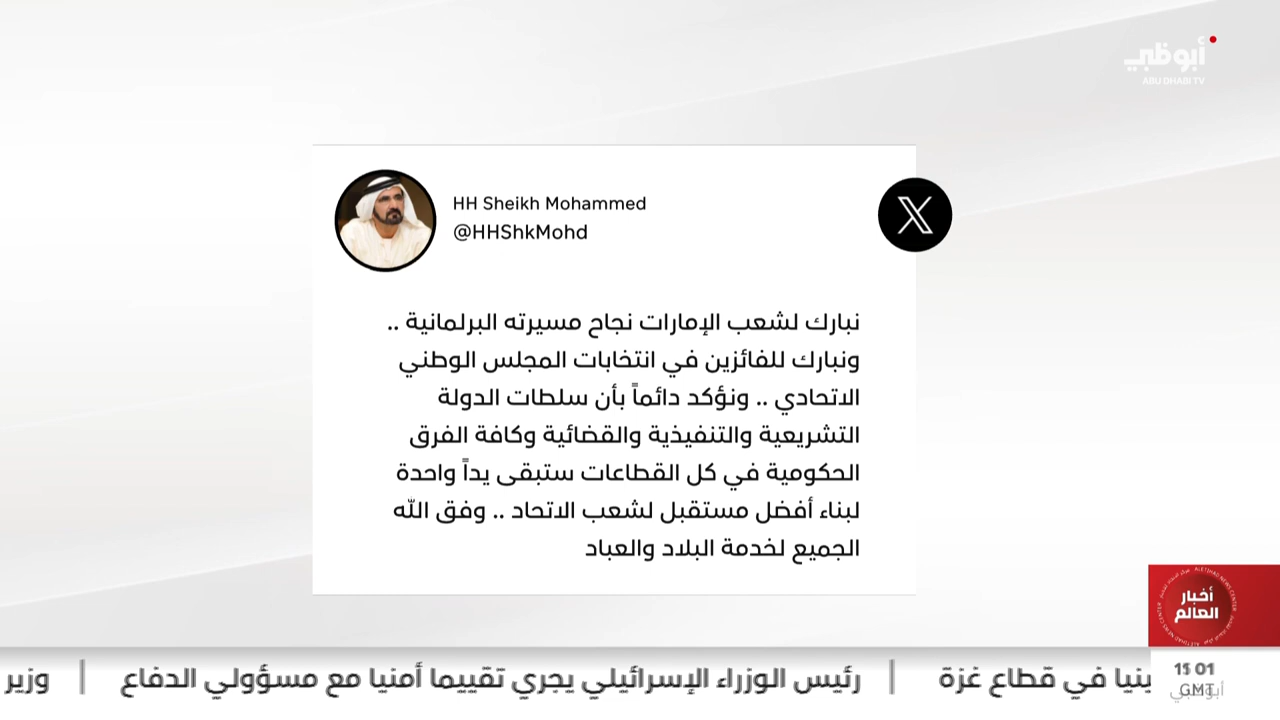 أبوظبي
ABU DHABI TV
HH Sheikh Mohammed
@HHShkMohd
نبارك لشعب الإمارات نجاح مسيرته البرلمانية ..
ونبارك للفائزين في انتخابات المجلس الوطني
الاتحادي .. ونؤكد دائماً بأن سلطات الدولة
التشريعية والتنفيذية والقضائية وكافة الفرق
الحكومية في كل القطاعات ستبقى يداً واحدة
لبناء أفضل مستقبل لشعب الاتحاد .. وفق الله
الجميع لخدمة البلاد والعباد
أخبار
العالم
في قطاع غزة | رئيس الوزراء الإسرائيلي يجري تقييما أمنيا مع مسؤولي الدفاع | وزير
GMT
أبوظبي